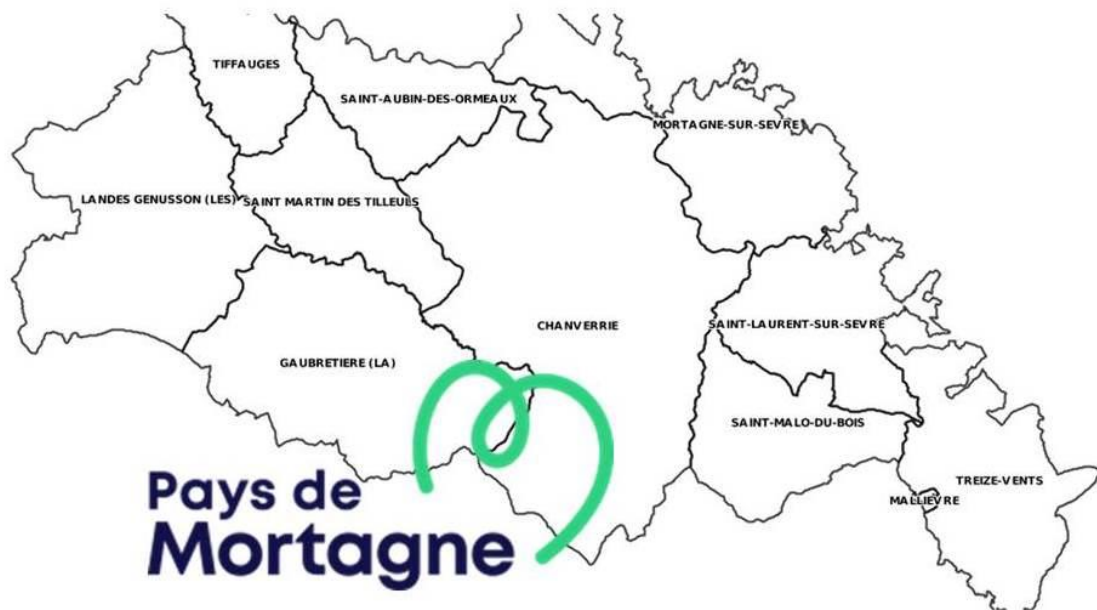 TIFFAUGES
SAINT-AUBIN-DES-ORMEAUX
MORTAGNE-SUR-SEVRE
LANDES GENUSSON (LES)
SAINT MARTIN DES TILLEULS
CHANVERRIE
SAINT-LAURENT-SUR-SEVRE
GAUBRETIERE (LA)
SAINT-MALO-DU-BOIS
TREIZE-VENTS
MALLIÈVRE
Pays de
Mortagne